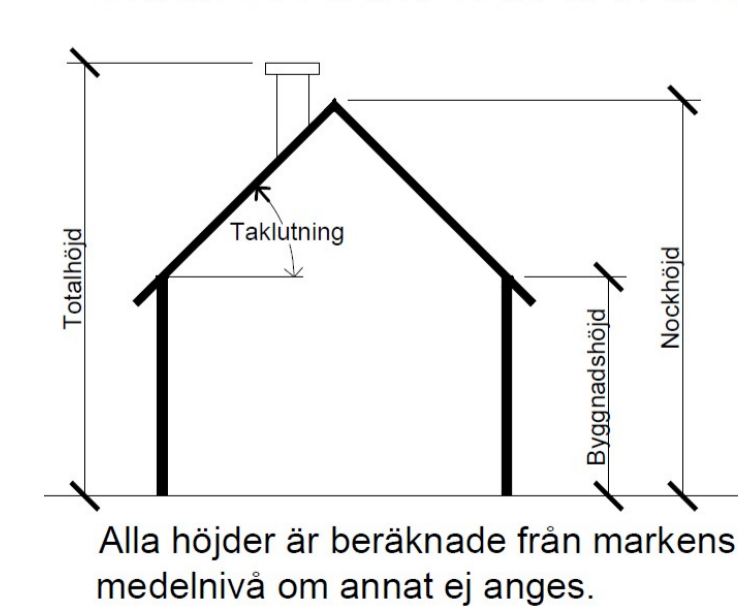 Taklutning
Totalhöjd
Nockhöjd
Byggnadshöjd
Alla höjder är beräknade från markens
medelnivå om annat ej anges.